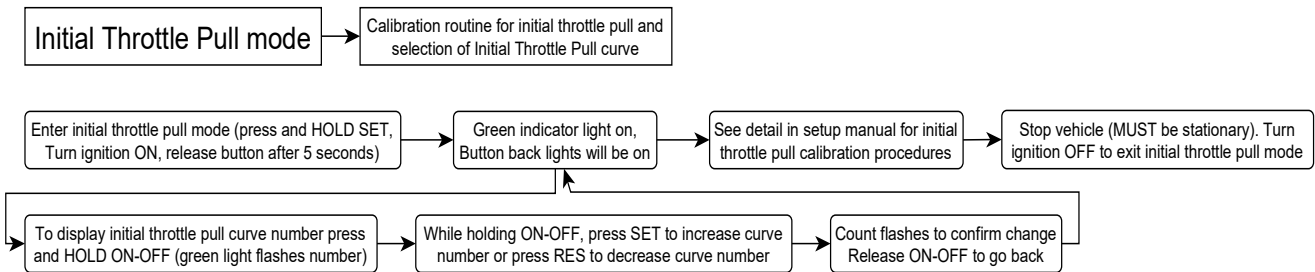 Initial Throttle Pull mode
Calibration routine for initial throttle pull and
selection of Initial Throttle Pull curve
Enter initial throttle pull mode (press and HOLD SET,
Turn ignition ON, release button after 5 seconds)
Green indicator light on,
Button back lights will be on
See detail in setup manual for initial
throttle pull calibration procedures
Stop vehicle (MUST be stationary). Turn
ignition OFF to exit initial throttle pull mode
To display initial throttle pull curve number press
and HOLD ON-OFF (green light flashes number)
While holding ON-OFF, press SET to increase curve
number or press RES to decrease curve number
Count flashes to confirm change
Release ON-OFF to go back